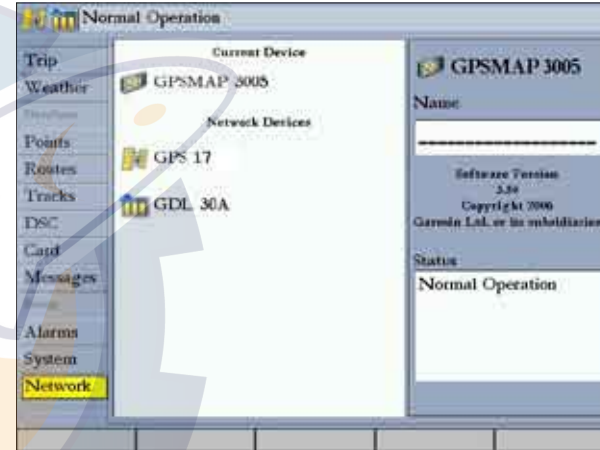 Normal Operation
Trip
Weather
Points
Routes
Tracks
DSC
Card
Messages
Alarms
System
Network
Current Device
GPSMAP 3005
Network Devices
GPS 17
GDL 30A
GPSMAP 3005
Name
--------------------
Software Version
Copyright 2006
Garmin Ltd. or its subsidiaries
Status
Normal Operation